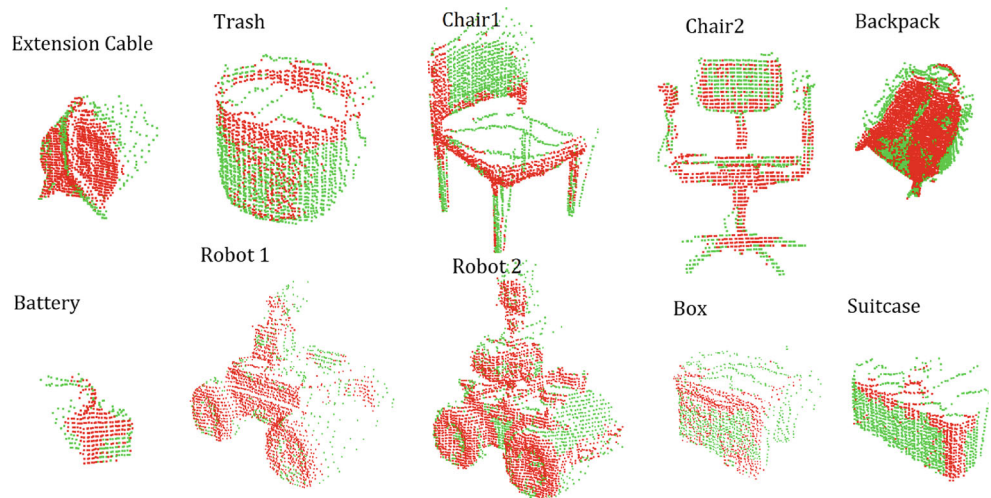 Extension Cable
Trash
Chair1
Chair2
Backpack
Battery
Robot 1
Robot 2
Box
Suitcase